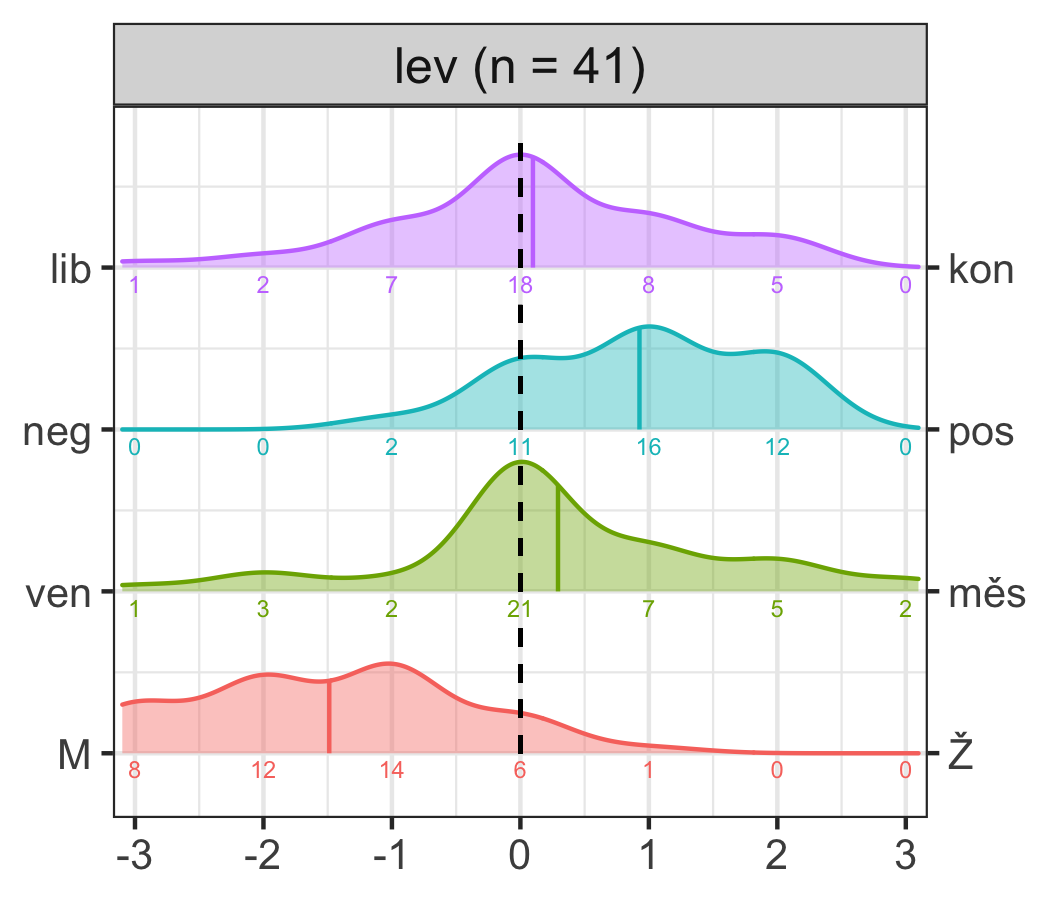 lev (n = 41)
lib kon
1 2 7 18 8 5 0
neg pos
0 0 2 11 16 12 0
ven měs
1 3 2 21 7 5 2
M Ž
8 12 14 6 1 0 0
-3 -2 -1 0 1 2 3